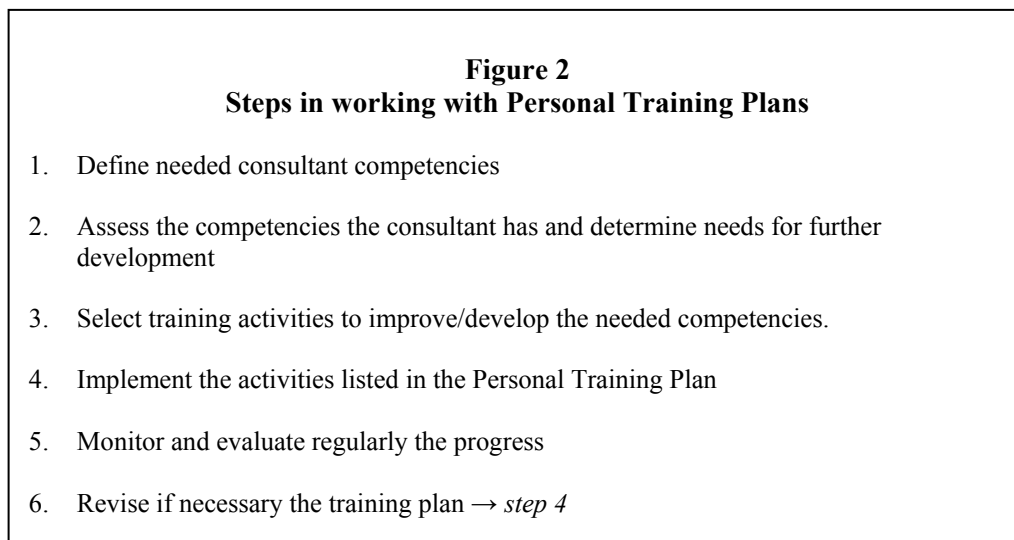 Figure 2
Steps in working with Personal Training Plans
1. Define needed consultant competencies
2. Assess the competencies the consultant has and determine needs for further
development
3. Select training activities to improve/develop the needed competencies.
4. Implement the activities listed in the Personal Training Plan
5. Monitor and evaluate regularly the progress
6. Revise if necessary the training plan → step 4